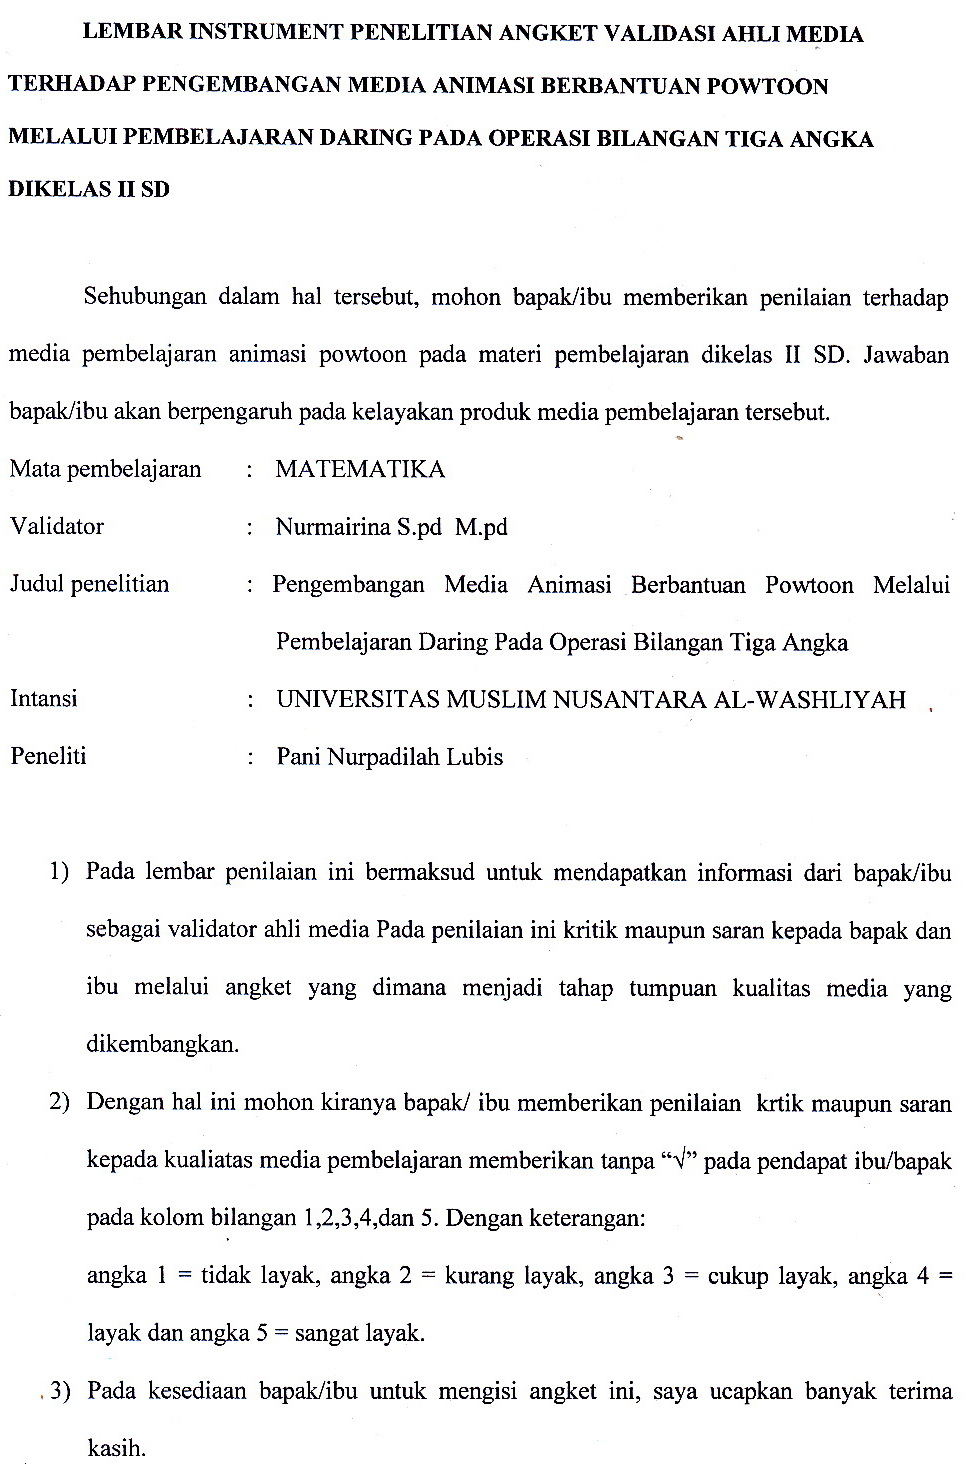 LEMBAR INSTRUMENT PENELITIAN ANGKET VALIDASI AHLI MEDIA
TERHADAP PENGEMBANGAN MEDIA ANIMASI BERBANTUAN POWTOON
MELALUI PEMBELAJARAN DARING PADA OPERASI BILANGAN TIGA ANGKA
DIKELAS II SD
Sehubungan dalam hal tersebut, mohon bapak/ibu memberikan penilaian terhadap
media pembelajaran animasi powtoon pada materi pembelajaran dikelas II SD. Jawaban
bapak/ibu akan berpengaruh pada kelayakan produk media pembelajaran tersebut.
Mata pembelajaran : MATEMATIKA
Validator : Nurmairina S.pd M.pd
Judul penelitian : Pengembangan Media Animasi Berbantuan Powtoon Melalui
Pembelajaran Daring Pada Operasi Bilangan Tiga Angka
Intansi : UNIVERSITAS MUSLIM NUSANTARA AL-WASHLIYAH
Peneliti : Pani Nurpadilah Lubis
1) Pada lembar penilaian ini bermaksud untuk mendapatkan informasi dari bapak/ibu
sebagai validator ahli media Pada penilaian ini kritik maupun saran kepada bapak dan
ibu melalui angket yang dimana menjadi tahap tumpuan kualitas media yang
dikembangkan.
2) Dengan hal ini mohon kiranya bapak/ ibu memberikan penilaian krtik maupun saran
kepada kualiatas media pembelajaran memberikan tanpa “√” pada pendapat ibu/bapak
pada kolom bilangan 1,2,3,4,dan 5. Dengan keterangan:
angka 1 = tidak layak, angka 2 = kurang layak, angka 3 = cukup layak, angka 4 =
layak dan angka 5 = sangat layak.
3) Pada kesediaan bapak/ibu untuk mengisi angket ini, saya ucapkan banyak terima
kasih.